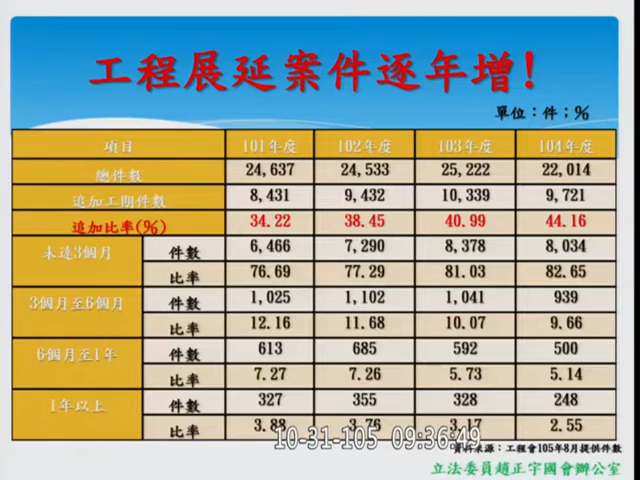 工程展延案件逐年增!
單位：件；%
項目 101年度 102年度 103年度 104年度
總件數 24,637 24,533 25,222 22,014
追加工期件數 8,431 9,432 10,339 9,721
追加比率(%) 34.22 38.45 40.99 44.16
未達3個月 件數 6,466 7,290 8,378 8,034
比率 76.69 77.29 81.03 82.65
3個月至6個月 件數 1,025 1,102 1,041 939
比率 12.16 11.68 10.07 9.66
6個月至1年 件數 613 685 592 500
比率 7.27 7.26 5.73 5.14
1年以上 件數 327 355 328 248
比率 3.88 3.76 3.17 2.55
10-31-105 09:36:49
資料來源：工程會105年8月提供件數
立法委員趙正宇國會辦公室